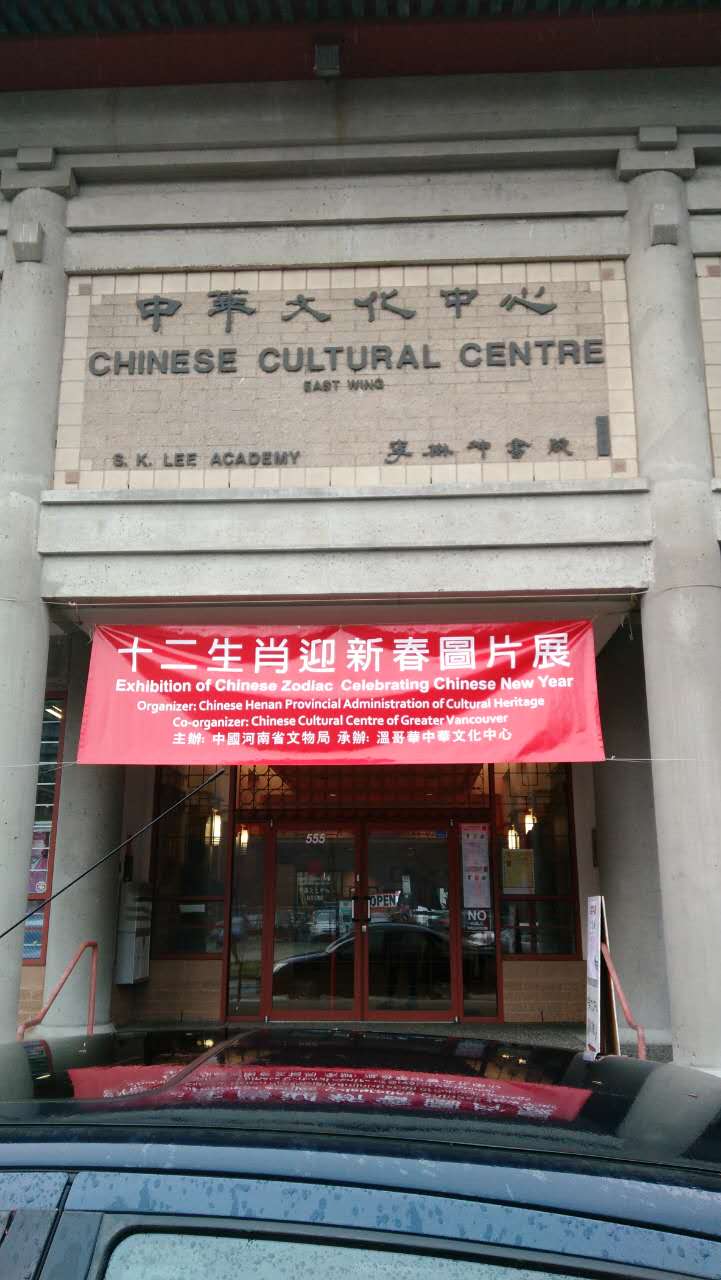 中華文化中心
CHINESE CULTURAL CENTRE
EAST WING
S. K. LEE ACADEMY
十二生肖迎新春圖片展
Exhibition of Chinese Zodiac Celebrating Chinese New Year
Organizer: Chinese Henan Provincial Administration of Cultural Heritage
Co-organizer: Chinese Cultural Centre of Greater Vancouver
主辦: 中國河南省文物局 承辦: 溫哥華中華文化中心
555
OPEN
NO